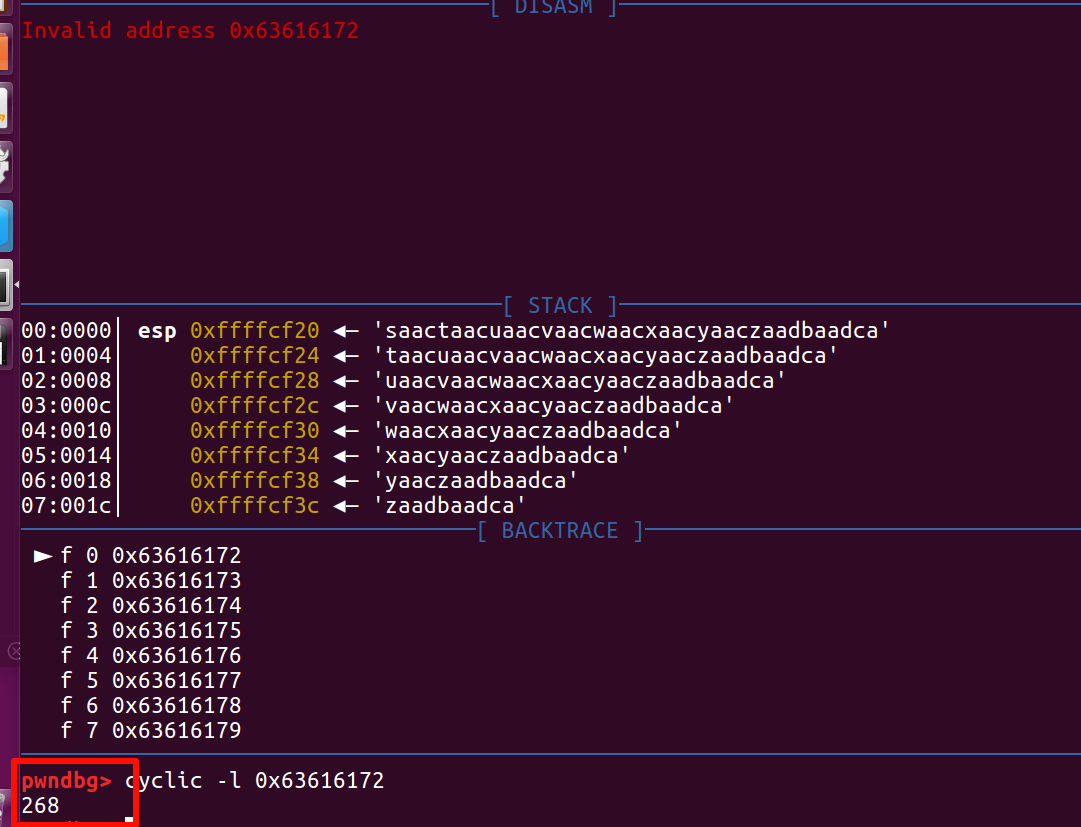 [ DISASM ]
Invalid address 0x63616172
[ STACK ]
00:0000│ esp 0xffffcf20 ◂— 'saactaacuaacvaacwaacxaacyaaczaadbaadca'
01:0004│ 0xffffcf24 ◂— 'taacuaacvaacwaacxaacyaaczaadbaadca'
02:0008│ 0xffffcf28 ◂— 'uaacvaacwaacxaacyaaczaadbaadca'
03:000c│ 0xffffcf2c ◂— 'vaacwaacxaacyaaczaadbaadca'
04:0010│ 0xffffcf30 ◂— 'waacxaacyaaczaadbaadca'
05:0014│ 0xffffcf34 ◂— 'xaacyaaczaadbaadca'
06:0018│ 0xffffcf38 ◂— 'yaaczaadbaadca'
07:001c│ 0xffffcf3c ◂— 'zaadbaadca'
[ BACKTRACE ]
► f 0 0x63616172
f 1 0x63616173
f 2 0x63616174
f 3 0x63616175
f 4 0x63616176
f 5 0x63616177
f 6 0x63616178
f 7 0x63616179
pwndbg> cyclic -l 0x63616172
268